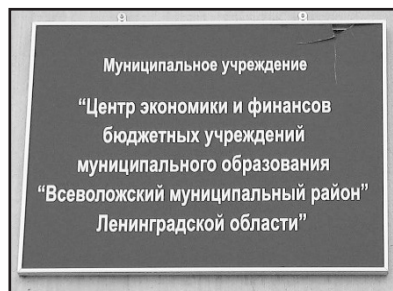 Муниципальное учреждение
“Центр экономики и финансов
бюджетных учреждений
муниципального образования
“Всеволожский муниципальный район”
Ленинградской области”